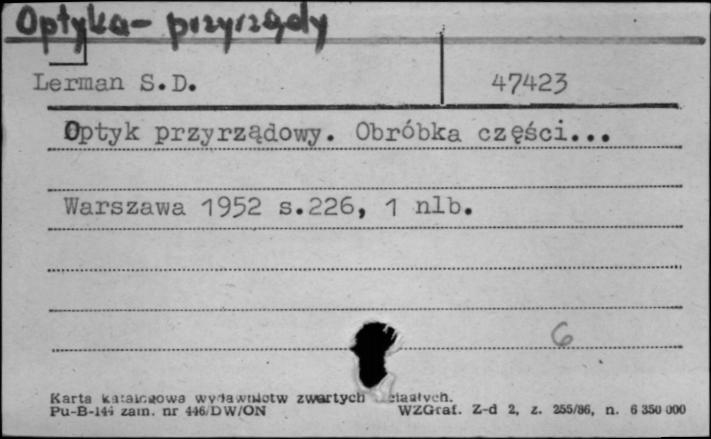 Optyka - przyrządy
Lerman S.D. 47423
Optyk przyrządowy. Obróbka części...
Warszawa 1952 s.226, 1 nlb.
6
Karta katalogowa wydawnictw zwartych
Pu-B-144 zam. nr 446/DW/ON WZGraf. Z-d 2, z. 255/86, n. 6 350 000